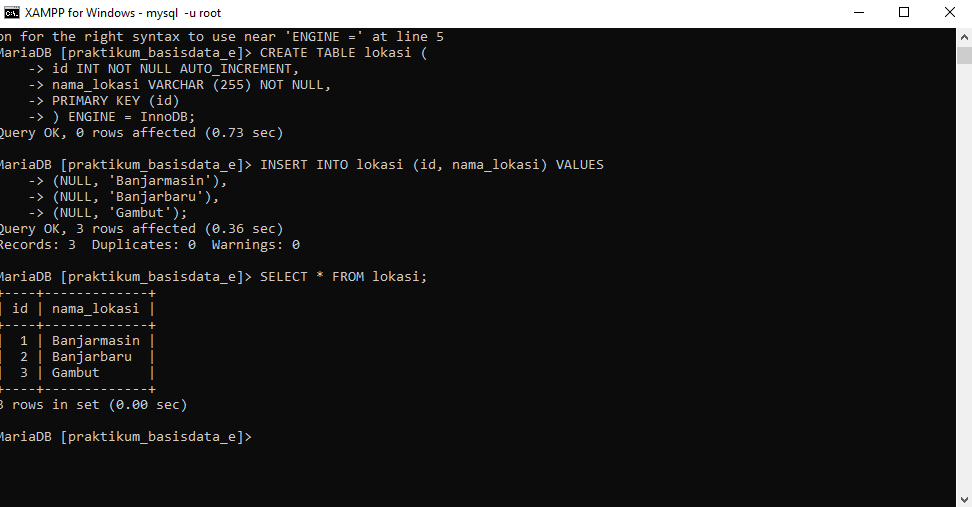 XAMPP for Windows - mysql  -u root
on for the right syntax to use near 'ENGINE =' at line 5
MariaDB [praktikum_basisdata_e]> CREATE TABLE lokasi (
    -> id INT NOT NULL AUTO_INCREMENT,
    -> nama_lokasi VARCHAR (255) NOT NULL,
    -> PRIMARY KEY (id)
    -> ) ENGINE = InnoDB;
Query OK, 0 rows affected (0.73 sec)
MariaDB [praktikum_basisdata_e]> INSERT INTO lokasi (id, nama_lokasi) VALUES
    -> (NULL, 'Banjarmasin'),
    -> (NULL, 'Banjarbaru'),
    -> (NULL, 'Gambut');
Query OK, 3 rows affected (0.36 sec)
Records: 3  Duplicates: 0  Warnings: 0
MariaDB [praktikum_basisdata_e]> SELECT * FROM lokasi;
+----+-------------+
| id | nama_lokasi |
+----+-------------+
|  1 | Banjarmasin |
|  2 | Banjarbaru  |
|  3 | Gambut      |
+----+-------------+
3 rows in set (0.00 sec)
MariaDB [praktikum_basisdata_e]>